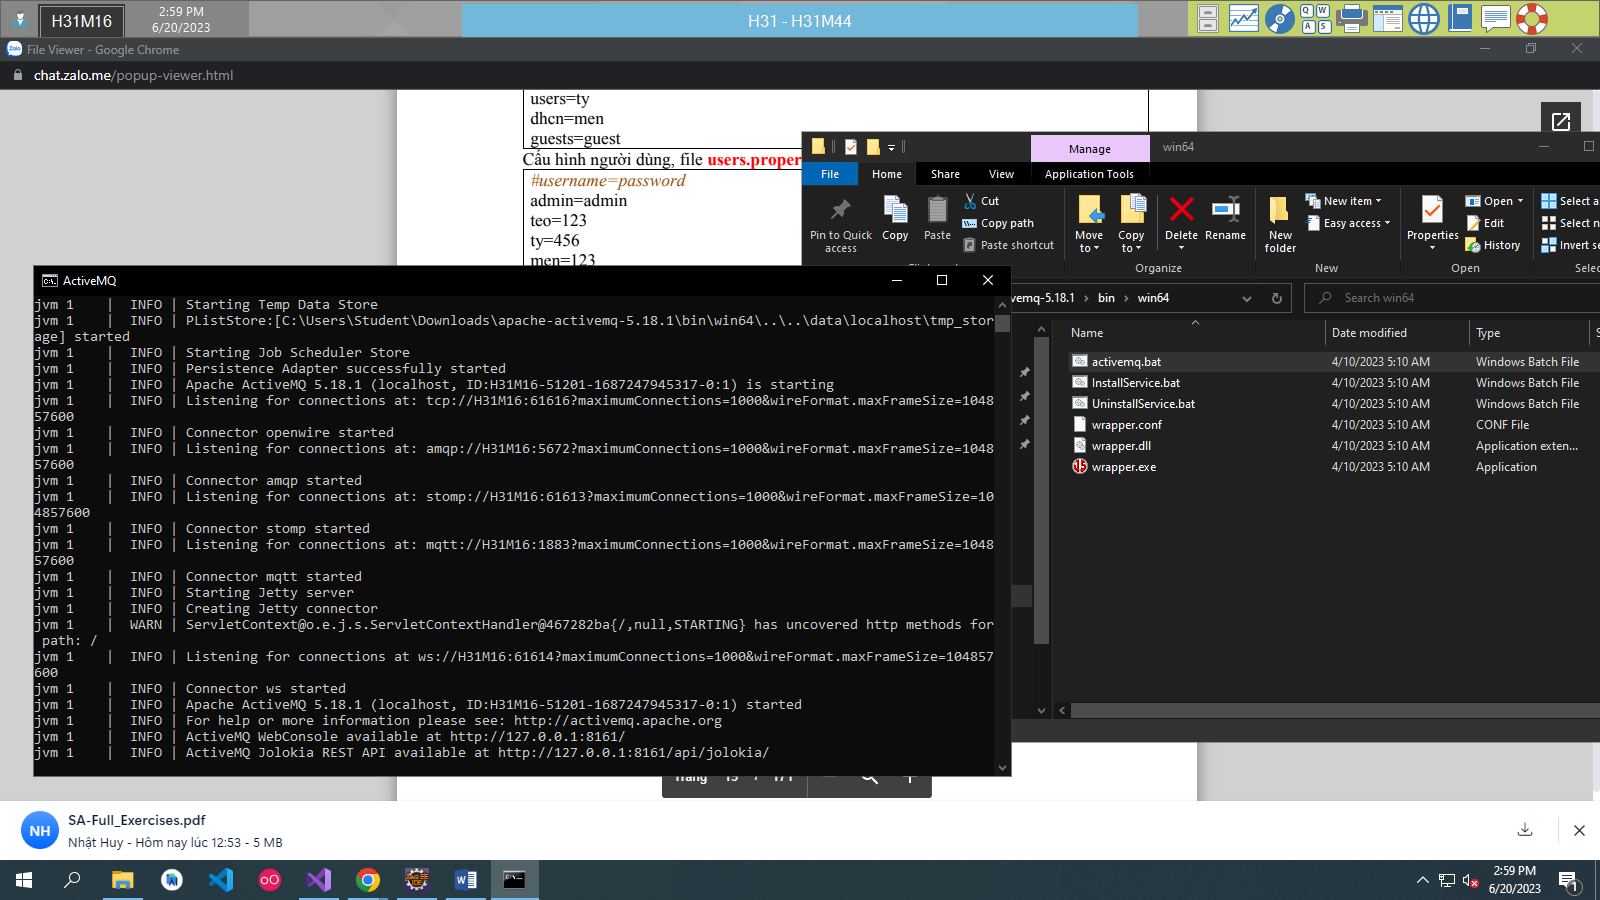 H31M16
2:59 PM
6/20/2023
H31 - H31M44
Q W
A S
File Viewer - Google Chrome
chat.zalo.me/popup-viewer.html
users=ty
dhcn=men
guests=guest
Cấu hình người dùng, file users.proper
#username=password
admin=admin
teo=123
ty=456
men=123
Manage
win64
File
Home
Share
View
Application Tools
Pin to Quick access
Copy
Paste
Cut
Copy path
Paste shortcut
Move to
Copy to
Delete
Rename
New folder
New item
Easy access
Properties
Open
Edit
History
Select a
Select n
Invert se
Organize
New
Open
Selec
vemq-5.18.1 > bin > win64
Search win64
Name
Date modified
Type
activemq.bat 4/10/2023 5:10 AM Windows Batch File
InstallService.bat 4/10/2023 5:10 AM Windows Batch File
UninstallService.bat 4/10/2023 5:10 AM Windows Batch File
wrapper.conf 4/10/2023 5:10 AM CONF File
wrapper.dll 4/10/2023 5:10 AM Application exten...
wrapper.exe 4/10/2023 5:10 AM Application
ActiveMQ
jvm 1    |  INFO | Starting Temp Data Store
jvm 1    |  INFO | PListStore:[C:\Users\Student\Downloads\apache-activemq-5.18.1\bin\win64\..\..\data\localhost\tmp_stor
age] started
jvm 1    |  INFO | Starting Job Scheduler Store
jvm 1    |  INFO | Persistence Adapter successfully started
jvm 1    |  INFO | Apache ActiveMQ 5.18.1 (localhost, ID:H31M16-51201-1687247945317-0:1) is starting
jvm 1    |  INFO | Listening for connections at: tcp://H31M16:61616?maximumConnections=1000&wireFormat.maxFrameSize=1048
57600
jvm 1    |  INFO | Connector openwire started
jvm 1    |  INFO | Listening for connections at: amqp://H31M16:5672?maximumConnections=1000&wireFormat.maxFrameSize=1048
57600
jvm 1    |  INFO | Connector amqp started
jvm 1    |  INFO | Listening for connections at: stomp://H31M16:61613?maximumConnections=1000&wireFormat.maxFrameSize=10
4857600
jvm 1    |  INFO | Connector stomp started
jvm 1    |  INFO | Listening for connections at: mqtt://H31M16:1883?maximumConnections=1000&wireFormat.maxFrameSize=1048
57600
jvm 1    |  INFO | Connector mqtt started
jvm 1    |  INFO | Starting Jetty server
jvm 1    |  INFO | Creating Jetty connector
jvm 1    |  WARN | ServletContext@o.e.j.s.ServletContextHandler@467282ba{/,null,STARTING} has uncovered http methods for
 path: /
jvm 1    |  INFO | Listening for connections at ws://H31M16:61614?maximumConnections=1000&wireFormat.maxFrameSize=104857
600
jvm 1    |  INFO | Connector ws started
jvm 1    |  INFO | Apache ActiveMQ 5.18.1 (localhost, ID:H31M16-51201-1687247945317-0:1) started
jvm 1    |  INFO | For help or more information please see: http://activemq.apache.org
jvm 1    |  INFO | ActiveMQ WebConsole available at http://127.0.0.1:8161/
jvm 1    |  INFO | ActiveMQ Jolokia REST API available at http://127.0.0.1:8161/api/jolokia/
Trang 15 / 171
NH
SA-Full_Exercises.pdf
Nhật Huy - Hôm nay lúc 12:53 - 5 MB
2:59 PM
6/20/2023
1